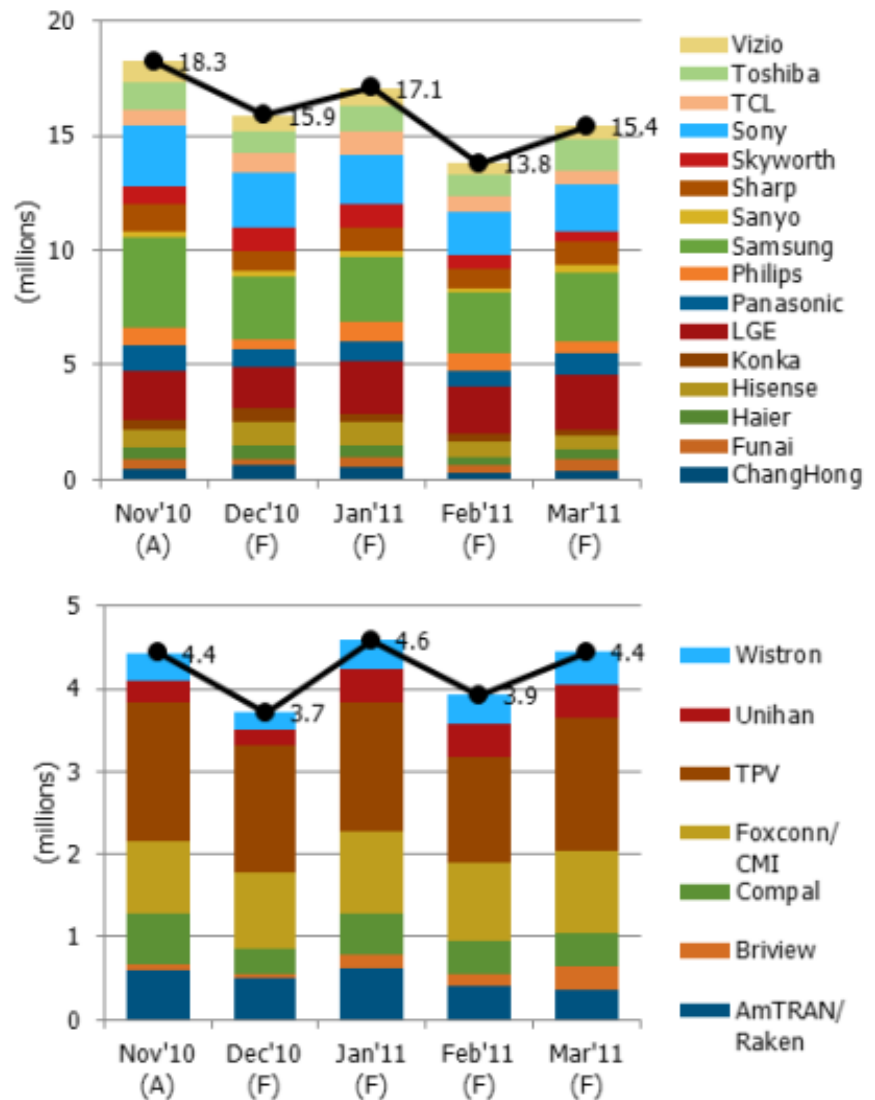 20
15
10
5
0
(millions)
18.3
15.9
17.1
13.8
15.4
Nov'10
(A)
Dec'10
(F)
Jan'11
(F)
Feb'11
(F)
Mar'11
(F)
Vizio
Toshiba
TCL
Sony
Skyworth
Sharp
Sanyo
Samsung
Philips
Panasonic
LGE
Konka
Hisense
Haier
Funai
ChangHong
5
4
3
2
1
0
(millions)
4.4
3.7
4.6
3.9
4.4
Nov'10
(A)
Dec'10
(F)
Jan'11
(F)
Feb'11
(F)
Mar'11
(F)
Wistron
Unihan
TPV
Foxconn/
CMI
Compal
Briview
AmTRAN/
Raken